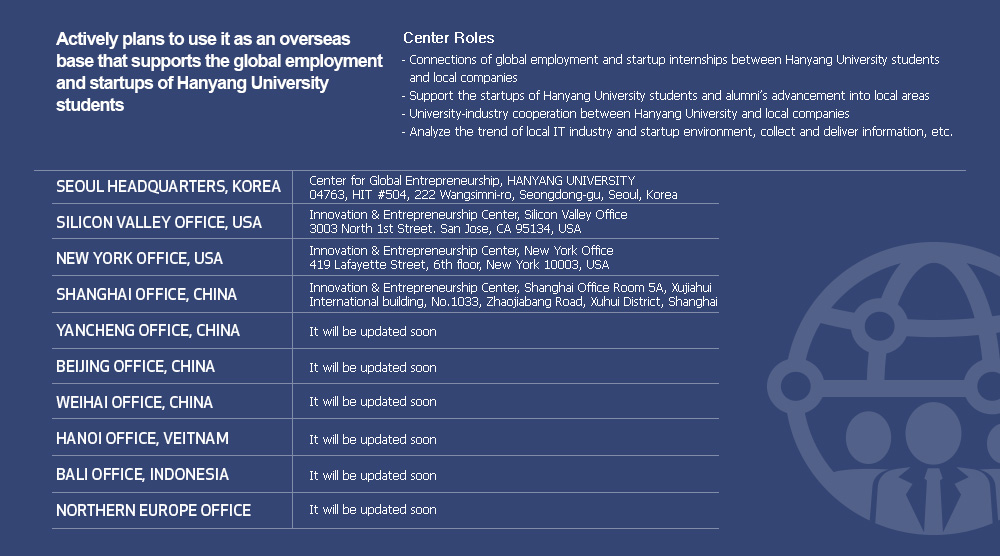 Actively plans to use it as an overseas
base that supports the global employment
and startups of Hanyang University
students
Center Roles
- Connections of global employment and startup internships between Hanyang University students
and local companies
- Support the startups of Hanyang University students and alumni's advancement into local areas
- University-industry cooperation between Hanyang University and local companies
- Analyze the trend of local IT industry and startup environment, collect and deliver information, etc.
SEOUL HEADQUARTERS, KOREA
Center for Global Entrepreneurship, HANYANG UNIVERSITY
04763, HIT #504, 222 Wangsimni-ro, Seongdong-gu, Seoul, Korea
SILICON VALLEY OFFICE, USA
Innovation & Entrepreneurship Center, Silicon Valley Office
3003 North 1st Street. San Jose, CA 95134, USA
NEW YORK OFFICE, USA
Innovation & Entrepreneurship Center, New York Office
419 Lafayette Street, 6th floor, New York 10003, USA
SHANGHAI OFFICE, CHINA
Innovation & Entrepreneurship Center, Shanghai Office Room 5A, Xujiahui
International building, No.1033, Zhaojiabang Road, Xuhui District, Shanghai
YANCHENG OFFICE, CHINA
It will be updated soon
BEIJING OFFICE, CHINA
It will be updated soon
WEIHAI OFFICE, CHINA
It will be updated soon
HANOI OFFICE, VEITNAM
It will be updated soon
BALI OFFICE, INDONESIA
It will be updated soon
NORTHERN EUROPE OFFICE
It will be updated soon